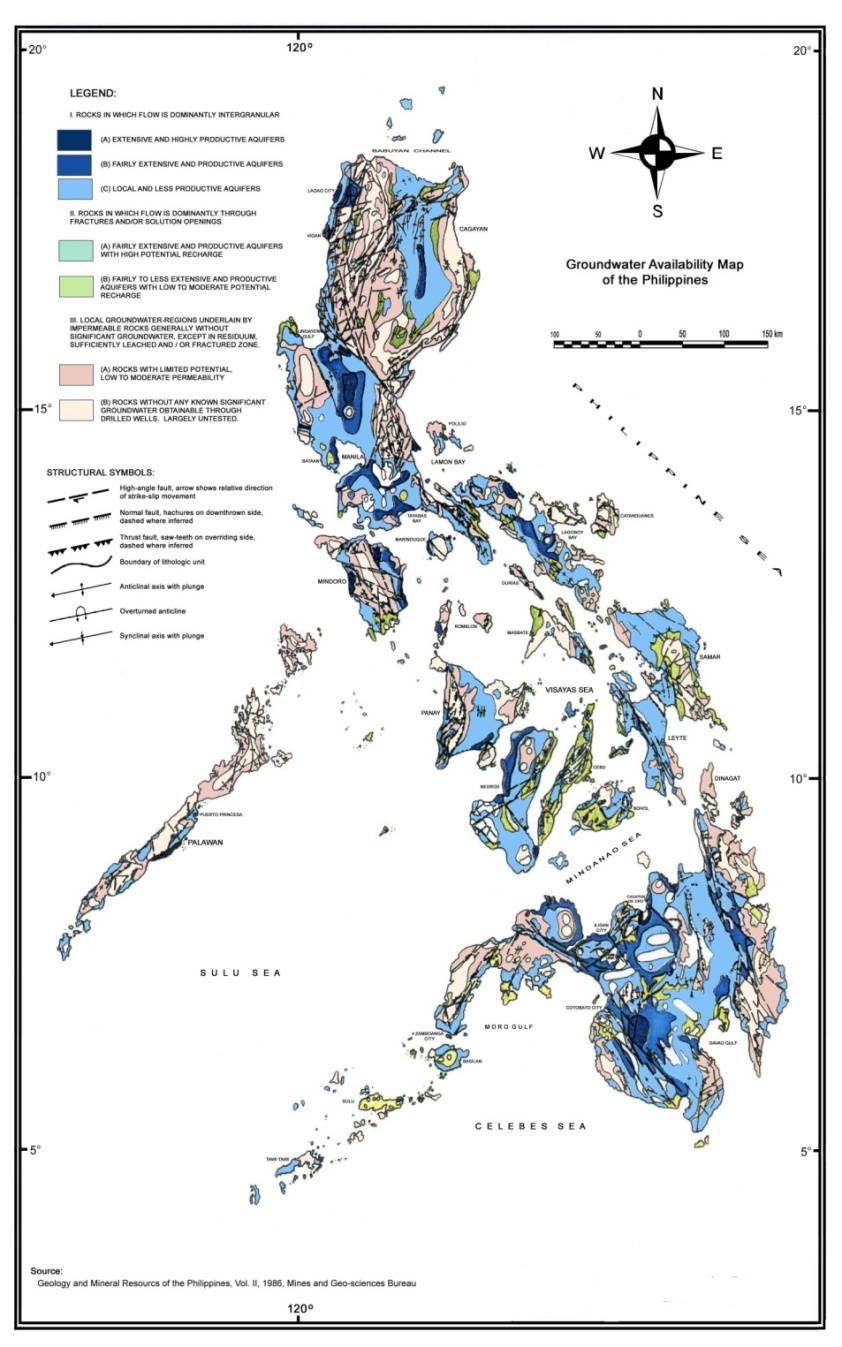 20°
120°
20°
LEGEND:
I. ROCKS IN WHICH FLOW IS DOMINANTLY INTERGRANULAR
(A) EXTENSIVE AND HIGHLY PRODUCTIVE AQUIFERS
(B) FAIRLY EXTENSIVE AND PRODUCTIVE AQUIFERS
(C) LOCAL AND LESS PRODUCTIVE AQUIFERS
II. ROCKS IN WHICH FLOW IS DOMINANTLY THROUGH
FRACTURES AND/OR SOLUTION OPENINGS.
(A) FAIRLY EXTENSIVE AND PRODUCTIVE AQUIFERS
WITH HIGH POTENTIAL RECHARGE
(B) FAIRLY TO LESS EXTENSIVE AND PRODUCTIVE
AQUIFERS WITH LOW TO MODERATE POTENTIAL
RECHARGE
III. LOCAL GROUNDWATER-REGIONS UNDERLAIN BY
IMPERMEABLE ROCKS GENERALLY WITHOUT
SIGNIFICANT GROUNDWATER, EXCEPT IN RESIDUUM,
SUFFICIENTLY LEACHED AND / OR FRACTURED ZONE.
(A) ROCKS WITH LIMITED POTENTIAL,
LOW TO MODERATE PERMEABILITY
(B) ROCKS WITHOUT ANY KNOWN SIGNIFICANT
GROUNDWATER OBTAINABLE THROUGH
DRILLED WELLS. LARGELY UNTESTED.
STRUCTURAL SYMBOLS:
High-angle fault, arrow shows relative direction
of strike-slip movement
Normal fault, hachures on downthrown side,
dashed where inferred
Thrust fault, saw-teeth on overriding side,
dashed where inferred
Boundary of lithologic unit
Anticlinal axis with plunge
Overturned anticline
Synclinal axis with plunge
N
W E
S
Groundwater Availability Map
of the Philippines
100 50 0 50 100 150 km
BABUYAN CHANNEL
LAOAG CITY
VIGAN
CAGAYAN
LINGAYEN
GULF
15°
15°
PHILIPPINE SEA
POLILIO
BATAAN
MANILA
LAMON BAY
TAYABAS
BAY
CATANDUANES
LAGONOY
BAY
MARINDUQUE
MINDORO
BURIAS
ROMBLON
MASBATE
SAMAR
VISAYAS SEA
PANAY
LEYTE
CEBU
10°
10°
DINAGAT
NEGROS
BOHOL
PUERTO PRINCESA
PALAWAN
MINDANAO SEA
CAGAYAN
DE ORO
ILIGAN
CITY
SULU SEA
COTOBATO CITY
MORO GULF
ZAMBOANGA
CITY
DAVAO GULF
BASILAN
SULU
CELEBES SEA
5°
5°
TAWI-TAWI
Source:
Geology and Mineral Resourcs of the Philippines, Vol. II, 1986, Mines and Geo-sciences Bureau
120°